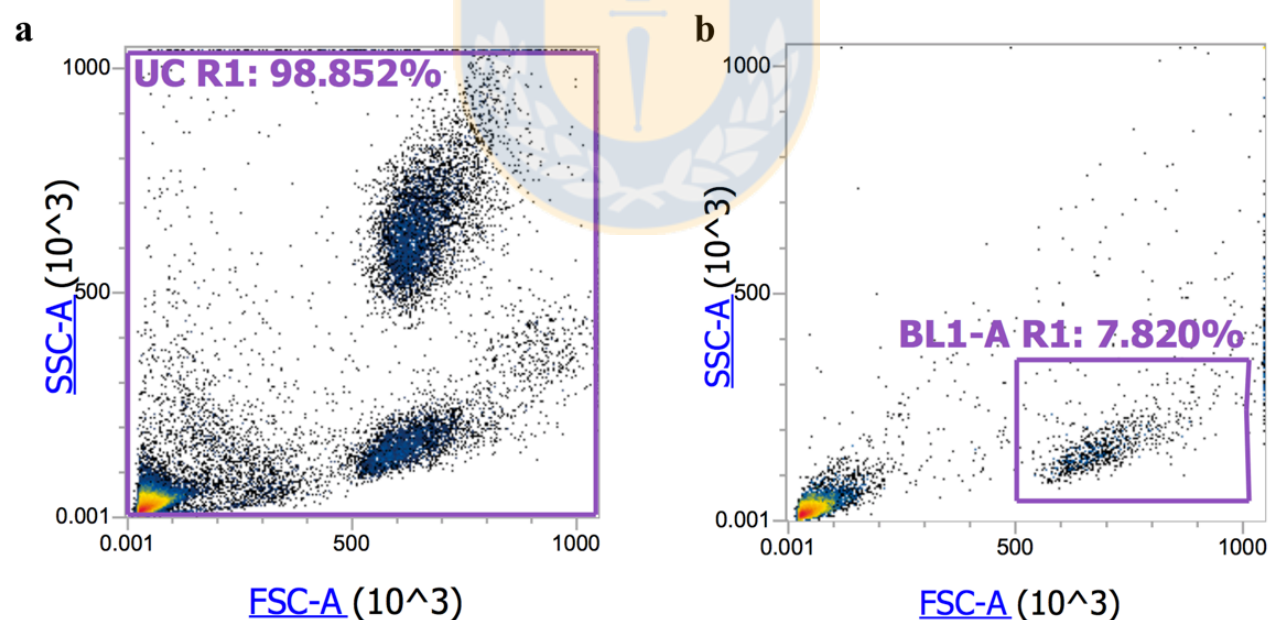 a
UC R1: 98.852%
1000
500
0.001
0.001 500 1000
SSC-A (10^3)
FSC-A (10^3)
b
1000
500
0.001
BL1-A R1: 7.820%
0.001 500 1000
SSC-A (10^3)
FSC-A (10^3)